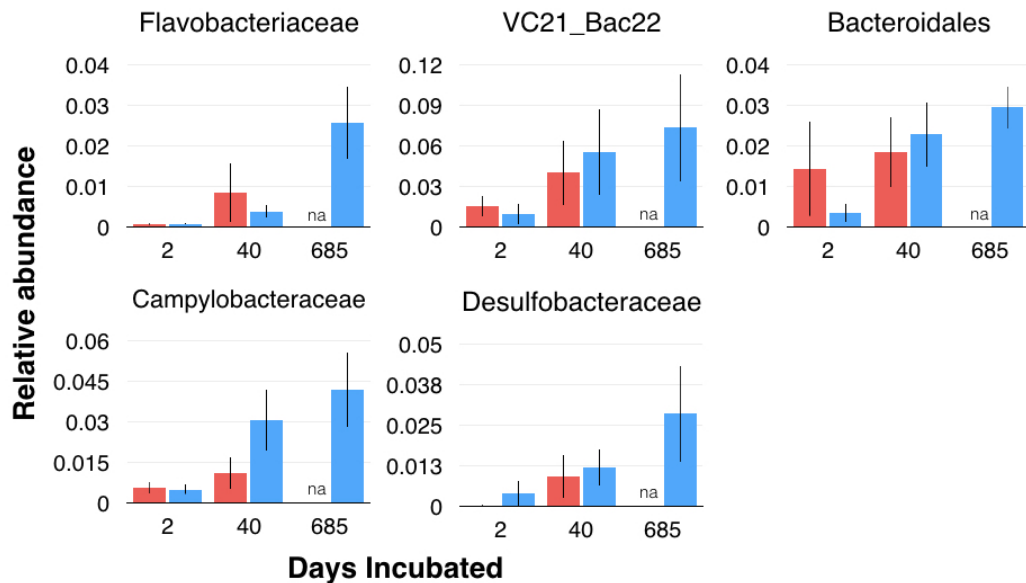 Flavobacteriaceae
0.04
0.03
0.02
0.01
0
na
2 40 685
VC21_Bac22
0.12
0.09
0.06
0.03
0
na
2 40 685
Bacteroidales
0.04
0.03
0.02
0.01
0
na
2 40 685
Campylobacteraceae
0.06
0.045
0.03
0.015
0
na
2 40 685
Desulfobacteraceae
0.05
0.038
0.025
0.013
0
na
2 40 685
Relative abundance
Days Incubated